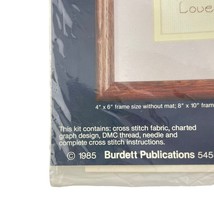 Love
4" x 6" frame size without mat; 8" x 10" fram
This kit contains: cross stitch fabric, charted
graph design, DMC thread, needle and
complete cross stitch instructions.
© 1985 Burdett Publications 545